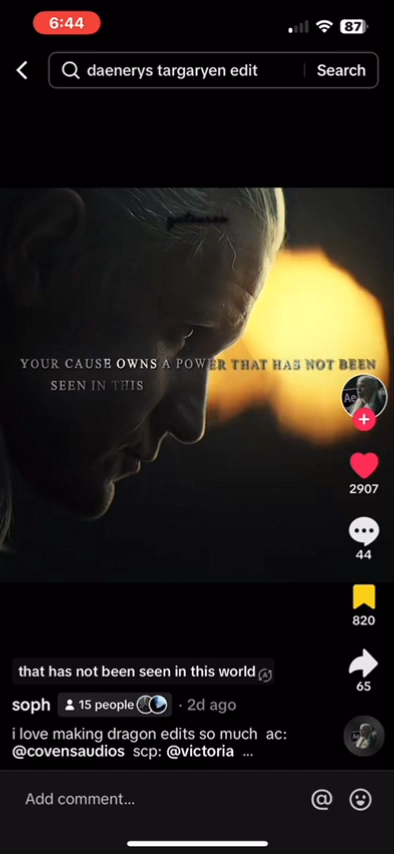 6:44
87
daenerys targaryen edit
Search
YOUR CAUSE OWNS A POWER THAT HAS NOT BEEN
SEEN IN THIS
Ae
2907
44
820
65
that has not been seen in this world
soph 15 people · 2d ago
i love making dragon edits so much ac:
@covensaudios scp: @victoria ...
Add comment... @